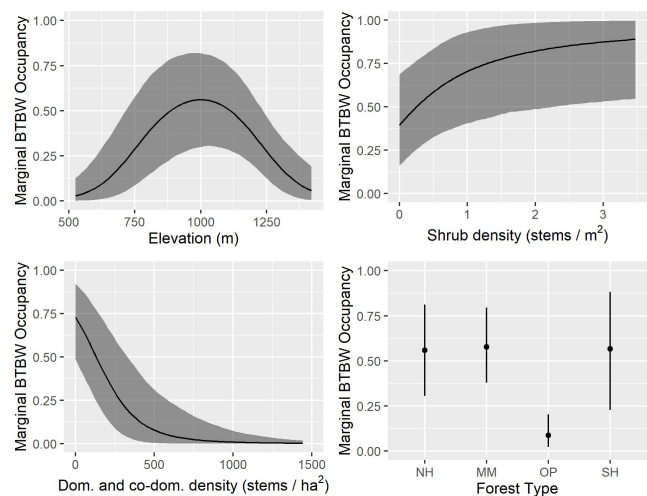 Marginal BTBW Occupancy
1.00
0.75
0.50
0.25
0.00
500 750 1000 1250
Elevation (m)
Marginal BTBW Occupancy
1.00
0.75
0.50
0.25
0.00
0 1 2 3
Shrub density (stems / m²)
Marginal BTBW Occupancy
1.00
0.75
0.50
0.25
0.00
0 500 1000 1500
Dom. and co-dom. density (stems / ha²)
Marginal BTBW Occupancy
1.00
0.75
0.50
0.25
0.00
NH MM OP SH
Forest Type